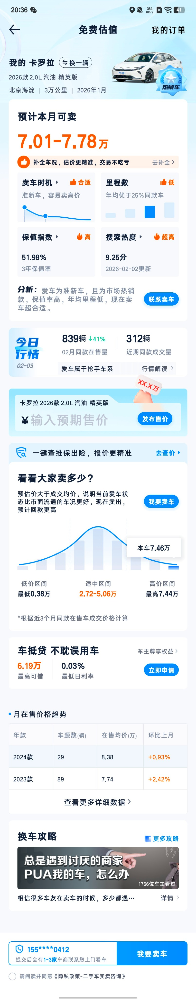 20:36
364
KB/s
41
免费估值
我的订单
我的 卡罗拉
换一辆
2026款 2.0L 汽油 精英版
北京海淀 | 3万公里 | 2026年1月
热销车
预计本月可卖
7.01-7.78万
补全车况，估价更精准，交易不吃亏
去补全
卖车时机
合适
准新车，容易卖高价
里程数
低
年均优于25%同款车
保值指数
高
51.98%
3年保值率
搜索热度
超高
9.25分
2026-02-02更新
分析：爱车为准新车，且为市场热销
款，保值率高，年均里程低，现在卖
车超合适。
联系卖车
今日
行情
02-03
839辆 ↓41%
02月同款在售量
312辆
近期同款成交量
爱车属于抢手车系
行情解读
XX.X万
卡罗拉 2026款 2.0L 汽油 精英版
¥ 输入预期售价
发布售价
一键查维保出险，报价更精准
去查价
看看大家卖多少？
预估价大于成交均价，说明当前爱车状
态比市面流通的车况更好，现在卖出，
预计回款更高
我要卖车
本车7.46万
低价区间
最低0.38万
适中区间
2.72-5.06万
高价区间
最高7.44万
*根据近3个月同款在售车成交价格计算
车抵贷 不耽误用车
车主尊享权益
6.19万
最高可借
0.03%
最低日利率
立即申请
月在售价格趋势
年款 车源数(辆) 在售均价(万) 环比上月
2024款 29 8.38 +0.93%
2023款 89 7.74 +2.42%
查看更多详细数据
换车攻略
更多攻略
总是遇到讨厌的商家
PUA我的车，怎么办
1766位车主看过
相信很多车友在卖车的时候，多少都遇…
详情
155****0412
提交后会有1-3家车商联系您上门看车
我要卖车
请阅读并同意《隐私政策-二手车买卖咨询》